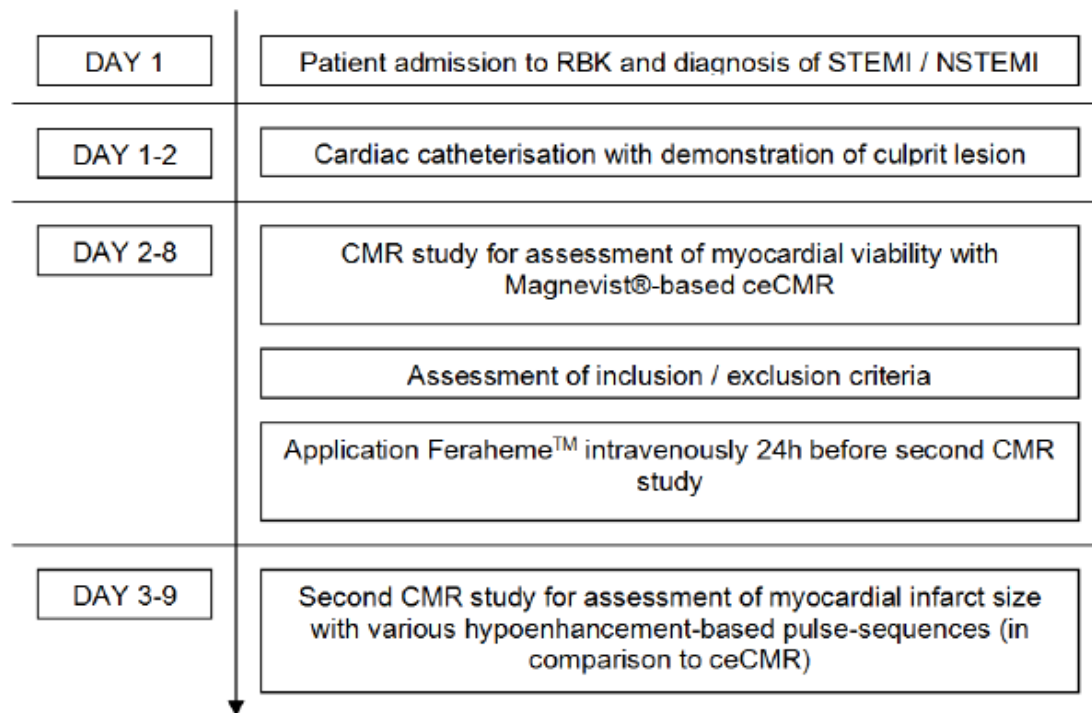 DAY 1
Patient admission to RBK and diagnosis of STEMI / NSTEMI
DAY 1-2
Cardiac catheterisation with demonstration of culprit lesion
DAY 2-8
CMR study for assessment of myocardial viability with
Magnevist®-based ceCMR
Assessment of inclusion / exclusion criteria
Application Feraheme™ intravenously 24h before second CMR
study
DAY 3-9
Second CMR study for assessment of myocardial infarct size
with various hypoenhancement-based pulse-sequences (in
comparison to ceCMR)